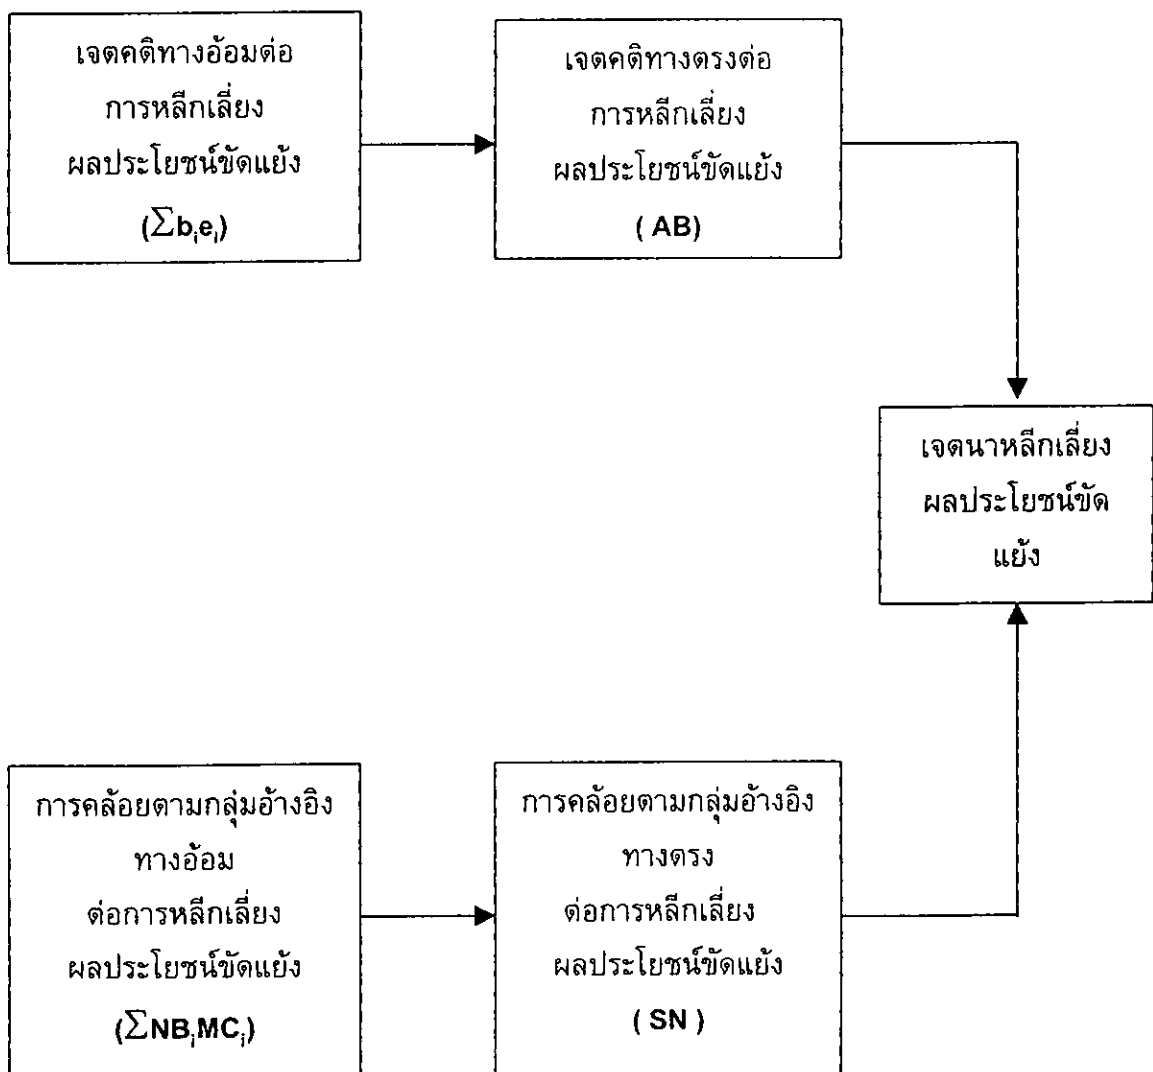 เจตคติทางอ้อมต่อ
การหลีกเลี่ยง
ผลประโยชน์ขัดแย้ง
(∑bᵢeᵢ)
เจตคติทางตรงต่อ
การหลีกเลี่ยง
ผลประโยชน์ขัดแย้ง
( AB)
เจตนาหลีกเลี่ยง
ผลประโยชน์ขัด
แย้ง
การคล้อยตามกลุ่มอ้างอิง
ทางอ้อม
ต่อการหลีกเลี่ยง
ผลประโยชน์ขัดแย้ง
(∑NBᵢMCᵢ)
การคล้อยตามกลุ่มอ้างอิง
ทางตรง
ต่อการหลีกเลี่ยง
ผลประโยชน์ขัดแย้ง
( SN )